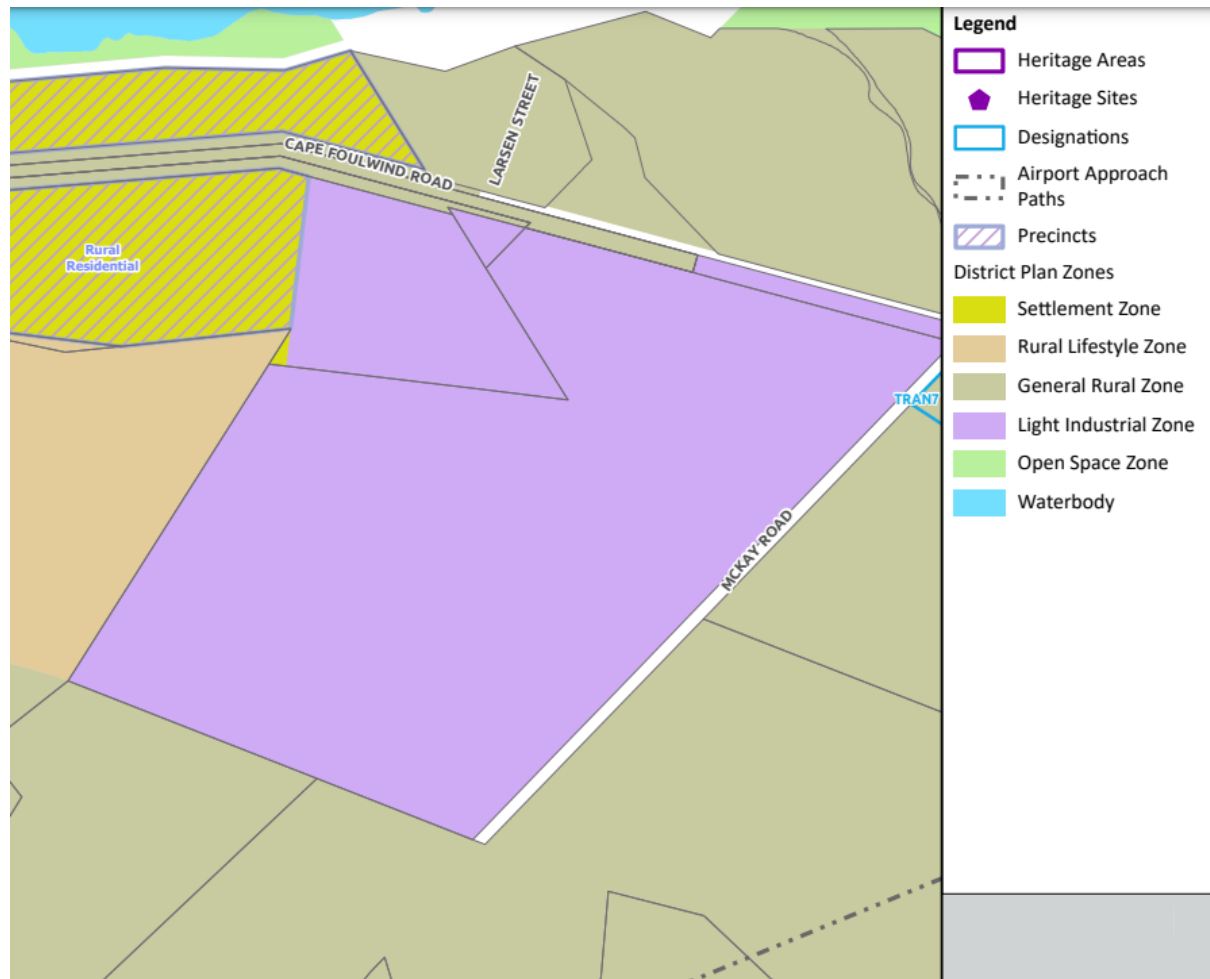 LARSEN STREET
CAPE FOULWIND ROAD
Rural
Residential
TRAN7
MCKAY ROAD
Legend
Heritage Areas
Heritage Sites
Designations
Airport Approach
Paths
Precincts
District Plan Zones
Settlement Zone
Rural Lifestyle Zone
General Rural Zone
Light Industrial Zone
Open Space Zone
Waterbody